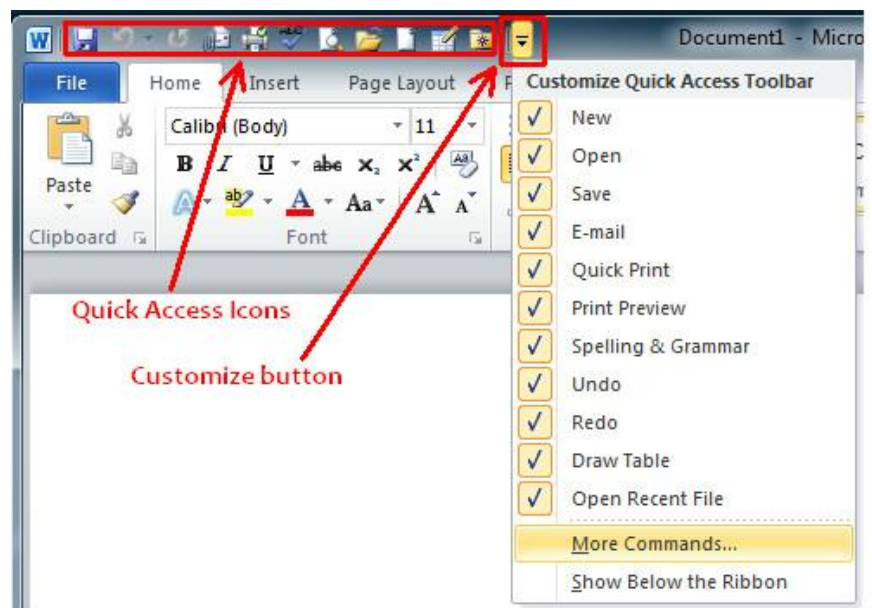 W
Document1 - Micro
File Home Insert Page Layout
Customize Quick Access Toolbar
New
Open
Save
E-mail
Quick Print
Print Preview
Spelling & Grammar
Undo
Redo
Draw Table
Open Recent File
More Commands...
Show Below the Ribbon
Calibri (Body) 11
B I U abe X₂ X²
Paste
ab A Aa A A
Clipboard Font
Quick Access Icons
Customize button